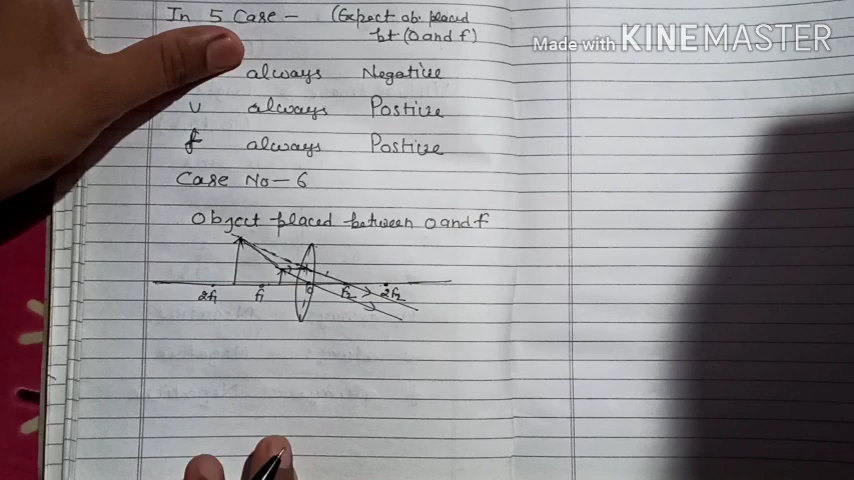 In 5 Case - (Expect ob. placed
bt (O and f)
Made with KINEMASTER
always Negative
v always Postive
f always Postive
Case No - 6
Object placed between O and f
2f1 f1 O f2 2f2